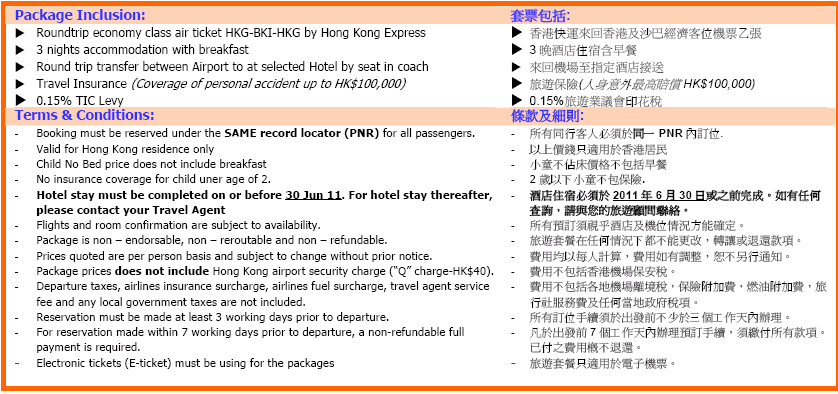 Package Inclusion:
▶ Roundtrip economy class air ticket HKG-BKI-HKG by Hong Kong Express
▶ 3 nights accommodation with breakfast
▶ Round trip transfer between Airport to at selected Hotel by seat in coach
▶ Travel Insurance (Coverage of personal accident up to HK$100,000)
▶ 0.15% TIC Levy
Terms & Conditions:
- Booking must be reserved under the SAME record locator (PNR) for all passengers.
- Valid for Hong Kong residence only
- Child No Bed price does not include breakfast
- No insurance coverage for child uner age of 2.
- Hotel stay must be completed on or before 30 Jun 11. For hotel stay thereafter,
please contact your Travel Agent
- Flights and room confirmation are subject to availability.
- Package is non – endorsable, non – reroutable and non – refundable.
- Prices quoted are per person basis and subject to change without prior notice.
- Package prices does not include Hong Kong airport security charge ("Q" charge-HK$40).
- Departure taxes, airlines insurance surcharge, airlines fuel surcharge, travel agent service
fee and any local government taxes are not included.
- Reservation must be made at least 3 working days prior to departure.
- For reservation made within 7 working days prior to departure, a non-refundable full
payment is required.
- Electronic tickets (E-ticket) must be using for the packages
套票包括:
▶ 香港快運來回香港及沙巴經濟客位機票乙張
▶ 3 晚酒店住宿含早餐
▶ 來回機場至指定酒店接送
▶ 旅遊保險(人身意外最高賠償 HK$100,000)
▶ 0.15%旅遊業議會印花稅
條款及細則:
- 所有同行客人必須於同一 PNR 內訂位.
- 以上價錢只適用於香港居民
- 小童不佔床價格不包括早餐
- 2 歲以下小童不包保險.
- 酒店住宿必須於 2011 年 6 月 30 日或之前完成。如有任何
查詢，請與您的旅遊顧問聯絡。
- 所有預訂須視乎酒店及機位情況方能確定。
- 旅遊套餐在任何情況下都不能更改，轉讓或退還款項。
- 費用均以每人計算，費用如有調整，恕不另行通知。
- 費用不包括香港機場保安稅。
- 費用不包括各地機場離境稅，保險附加費，燃油附加費，旅
行社服務費及任何當地政府稅項。
- 所有訂位手續須於出發前不少於三個工作天內辦理。
- 凡於出發前 7 個工作天內辦理預訂手續，須繳付所有款項。
已付之費用概不退還。
- 旅遊套餐只適用於電子機票。